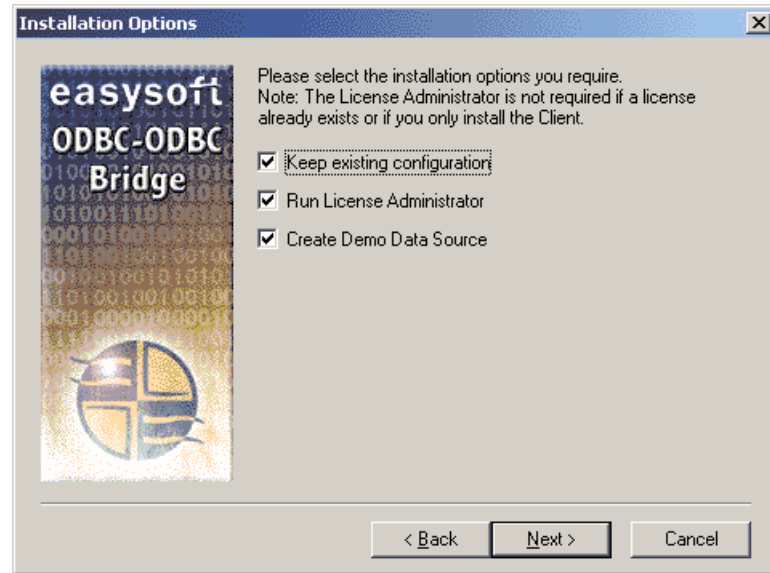 Installation Options
easysoft
ODBC-ODBC
Bridge
Please select the installation options you require.
Note: The License Administrator is not required if a license
already exists or if you only install the Client.
Keep existing configuration
Run License Administrator
Create Demo Data Source
< Back
Next >
Cancel